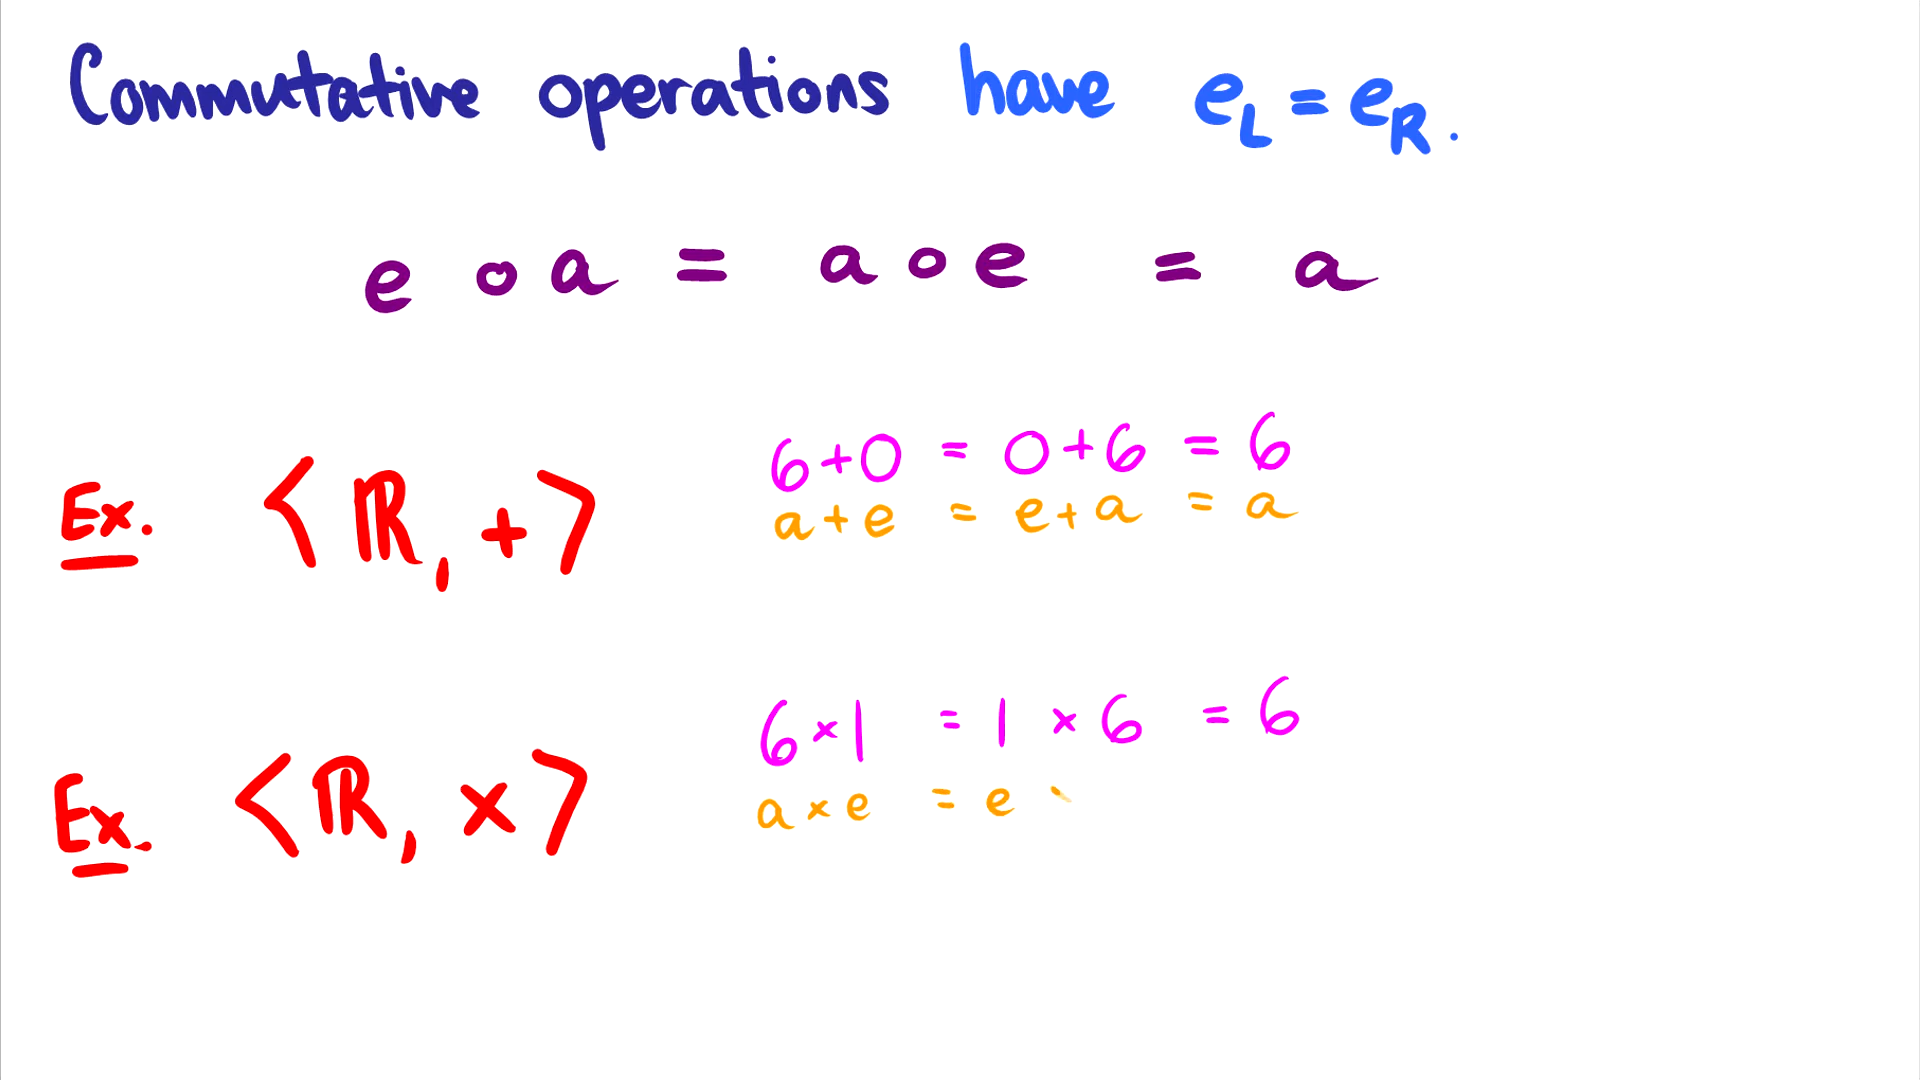 Commutative operations have e_L = e_R.
e ∘ a = a ∘ e = a
6+0 = 0+6 = 6
Ex. ⟨ℝ, +⟩
a+e = e+a = a
6×1 = 1×6 = 6
Ex. ⟨ℝ, ×⟩
a×e = e